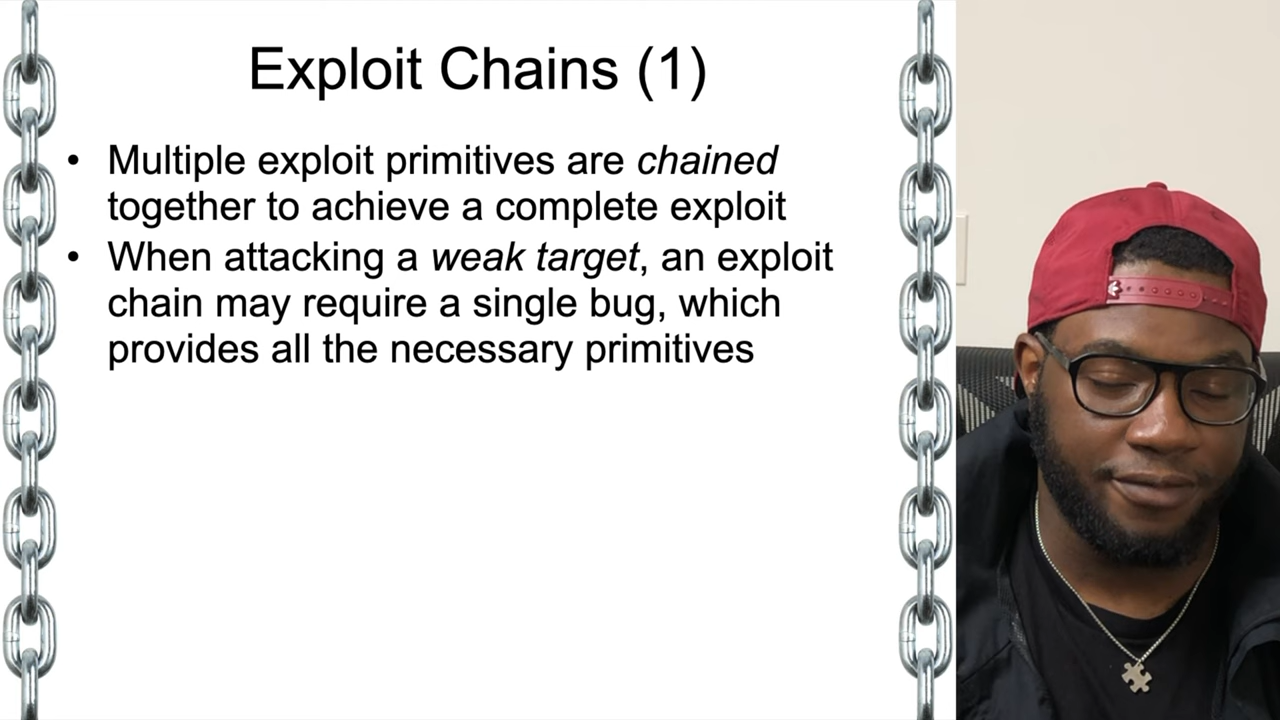 Exploit Chains (1)
• Multiple exploit primitives are chained
together to achieve a complete exploit
• When attacking a weak target, an exploit
chain may require a single bug, which
provides all the necessary primitives